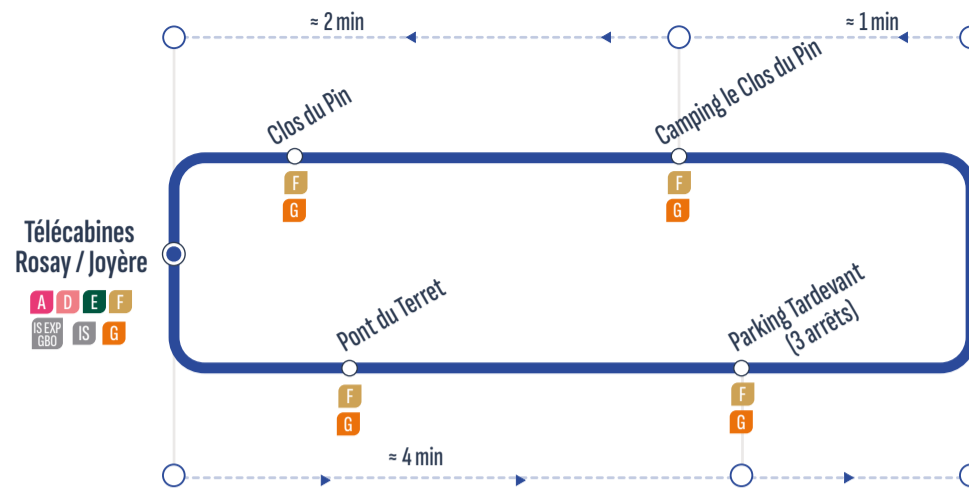 ≈ 2 min
≈ 1 min
Clos du Pin
F
G
Camping le Clos du Pin
F
G
Télécabines
Rosay / Joyère
A D E F
IS EXP
GBO
IS
G
Pont du Terret
F
G
Parking Tardevant
(3 arrêts)
F
G
≈ 4 min